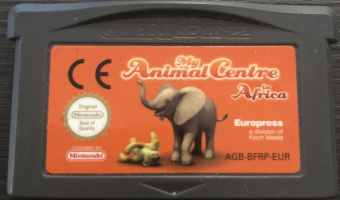 GAME BOY ADVANCE
My
Animal Centre
in
Africa
CE
Original
Nintendo
Seal of
Quality
LICENSED BY
Nintendo
Europress
a division of
Koch Media
AGB-BFRP-EUR